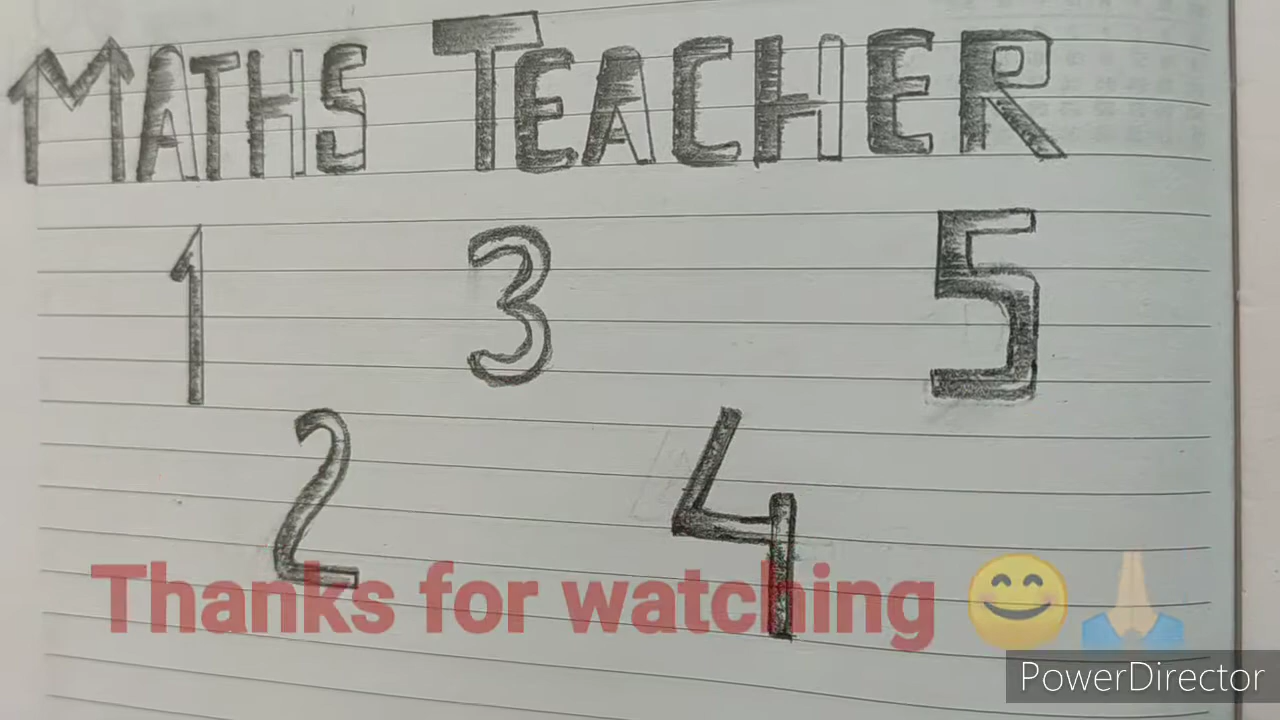 MATHS TEACHER
1 3 5
2 4
Thanks for watching 😊🙏🏻
PowerDirector